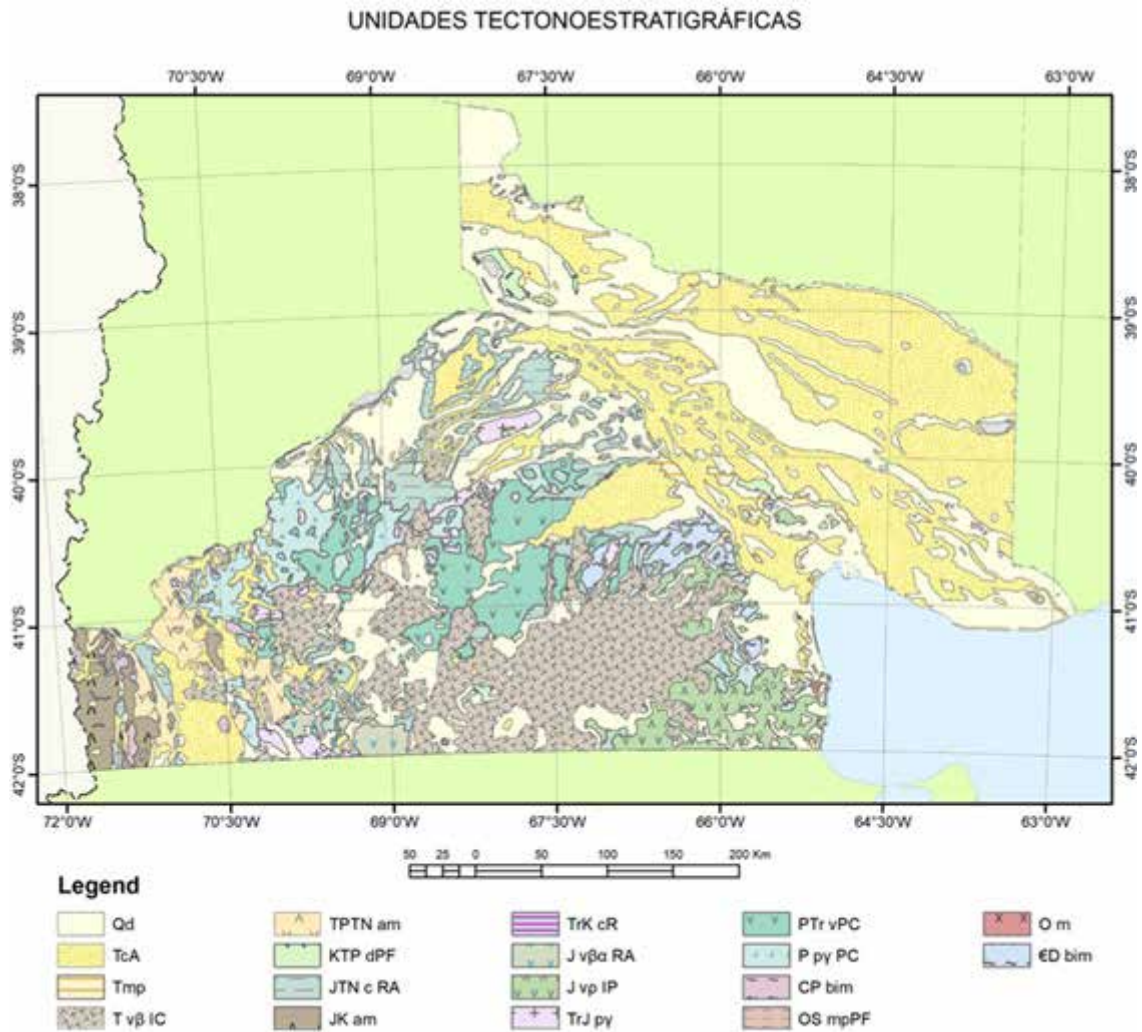 UNIDADES TECTONOESTRATIGRÁFICAS
70°30'W 69°0'W 67°30'W 66°0'W 64°30'W 63°0'W
38°0'S 38°0'S
39°0'S 39°0'S
40°0'S 40°0'S
41°0'S 41°0'S
42°0'S 42°0'S
72°0'W 70°30'W 69°0'W 67°30'W 66°0'W 64°30'W 63°0'W
50 25 0 50 100 150 200 Km
Legend
Qd TPTN am TrK cR PTr vPC O m
TcA KTP dPF J vβα RA P pγ PC ЄD bim
Tmp JTN c RA J vp IP CP bim
T vβ IC JK am TrJ pγ OS mpPF